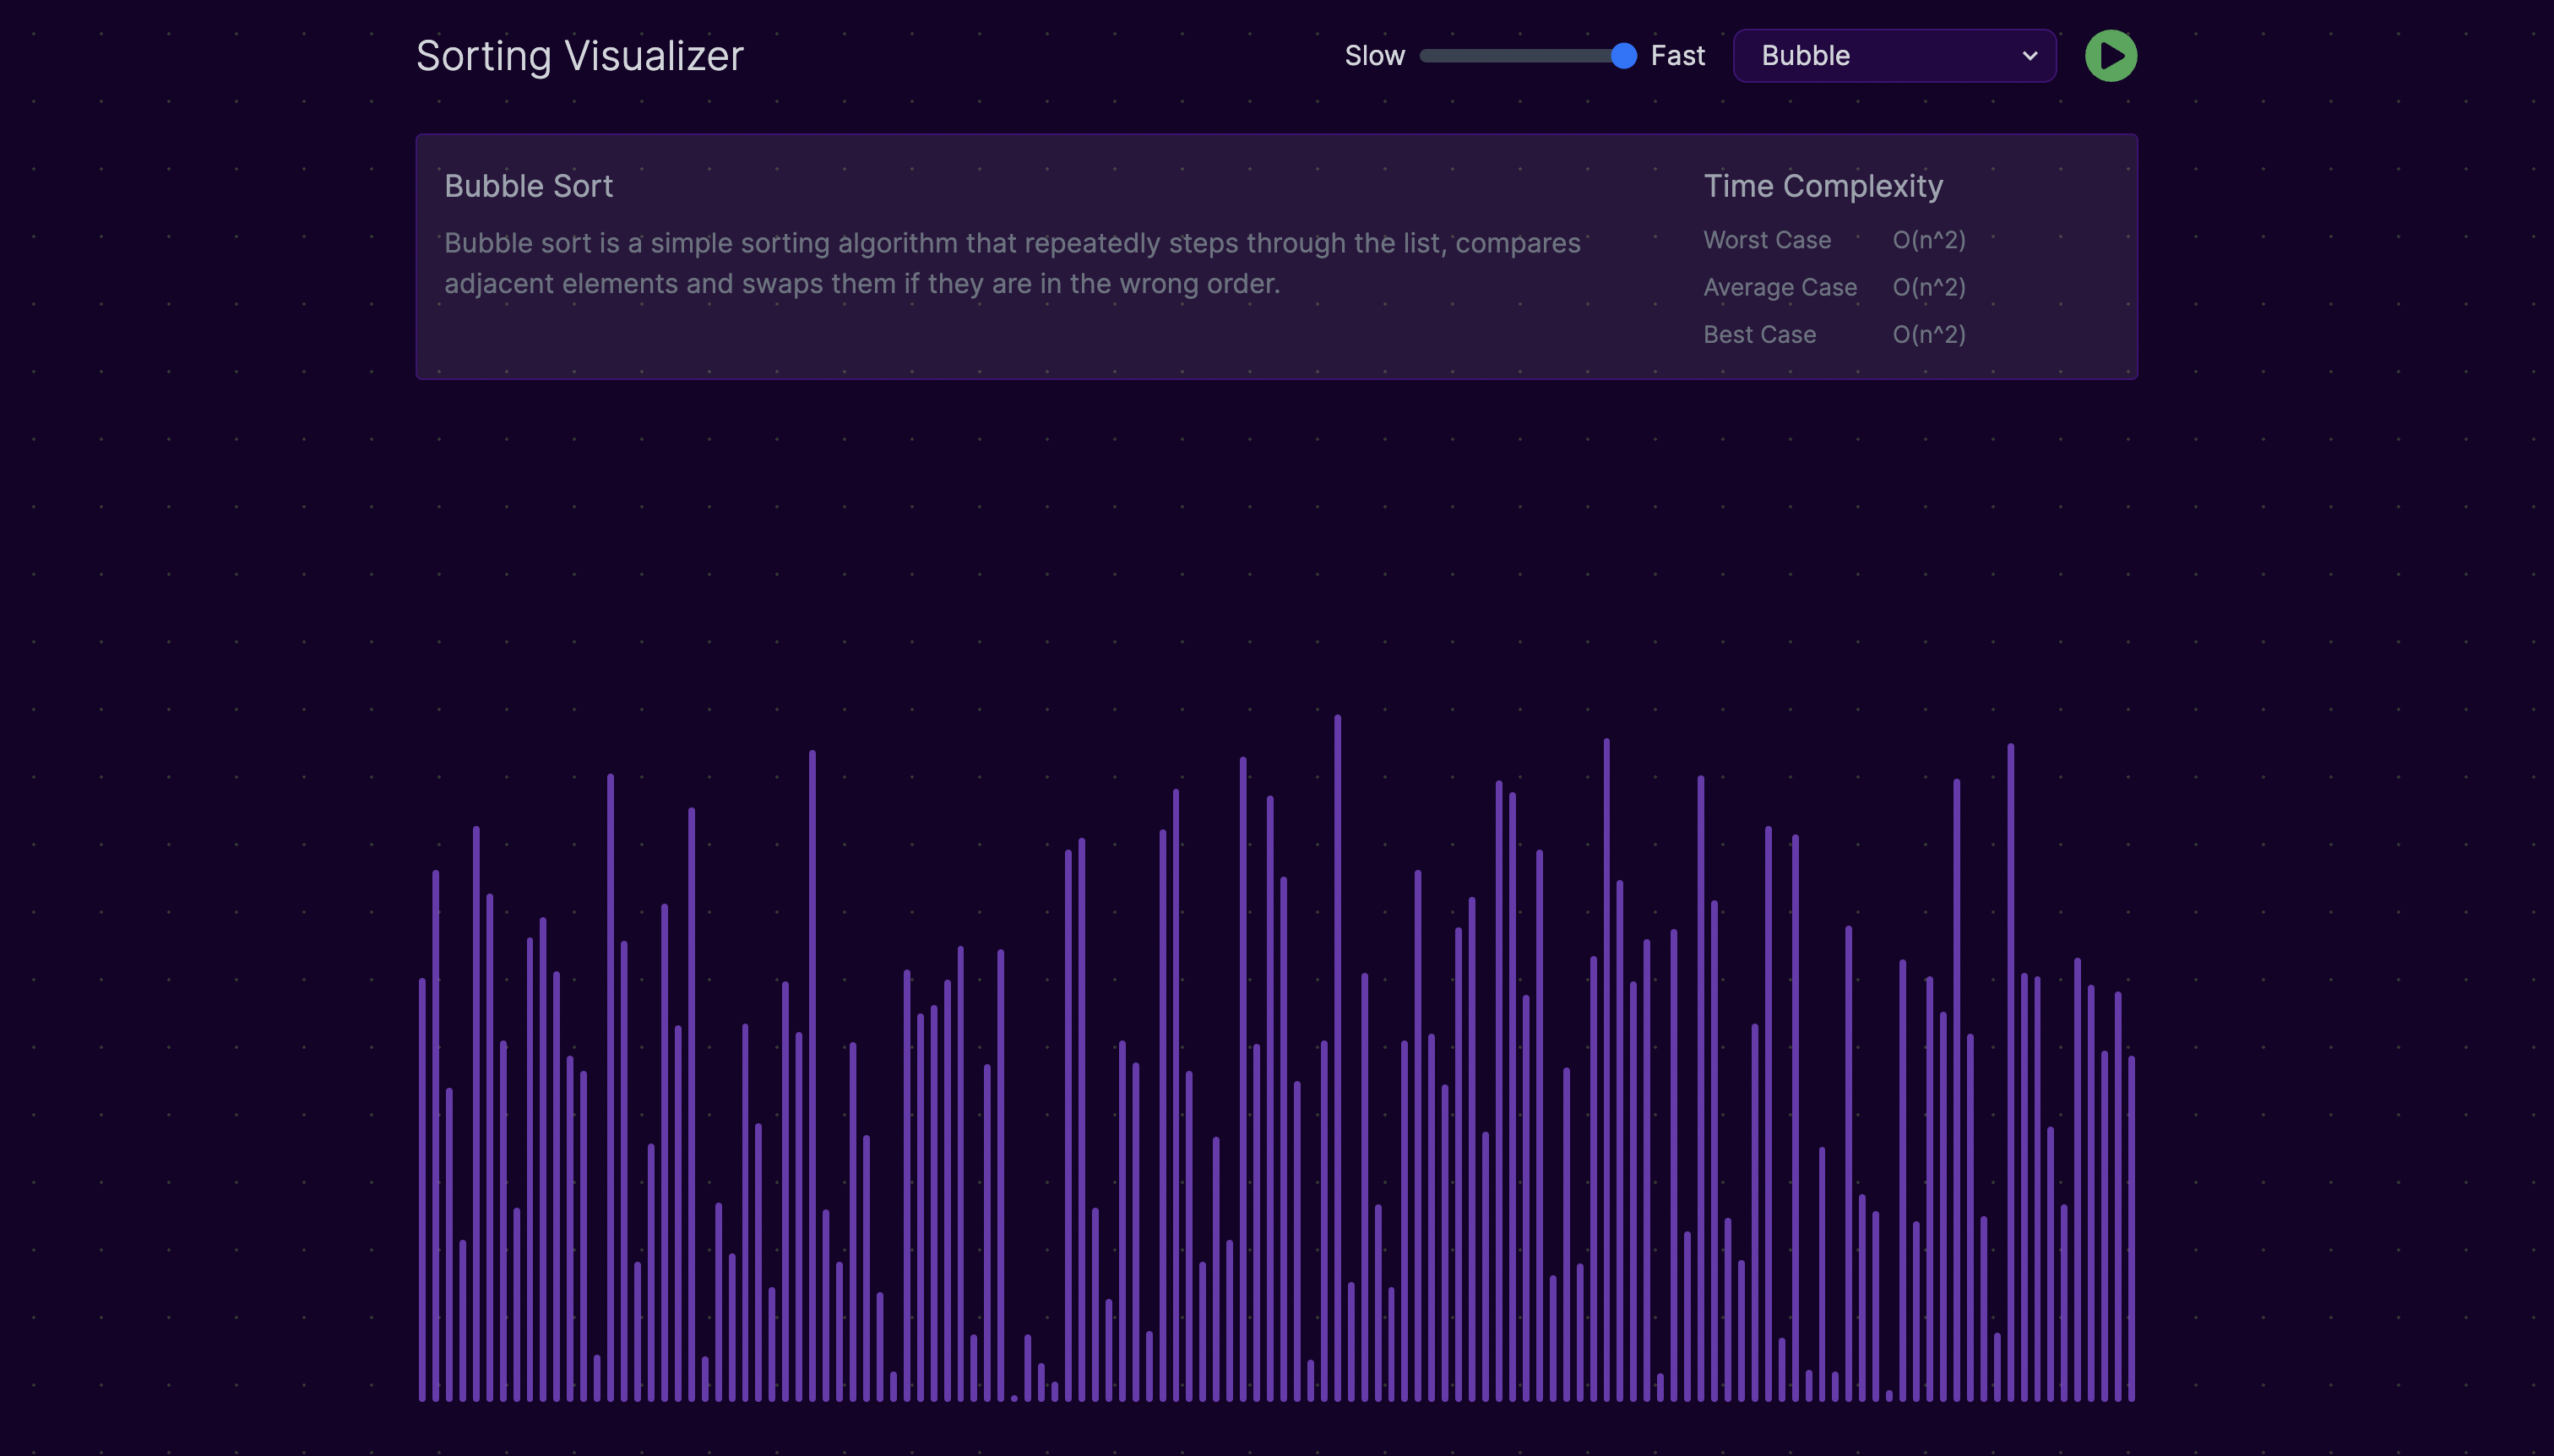 Sorting Visualizer
Slow Fast Bubble
Bubble Sort
Bubble sort is a simple sorting algorithm that repeatedly steps through the list, compares
adjacent elements and swaps them if they are in the wrong order.
Time Complexity
Worst Case O(n^2)
Average Case O(n^2)
Best Case O(n^2)